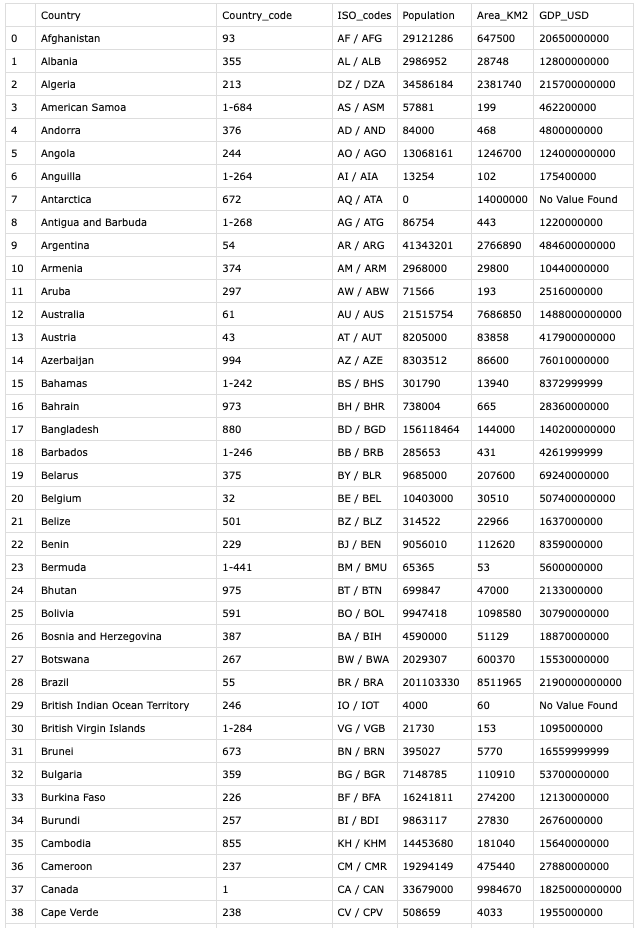 Country Country_code ISO_codes Population Area_KM2 GDP_USD
0 Afghanistan 93 AF / AFG 29121286 647500 20650000000
1 Albania 355 AL / ALB 2986952 28748 12800000000
2 Algeria 213 DZ / DZA 34586184 2381740 215700000000
3 American Samoa 1-684 AS / ASM 57881 199 462200000
4 Andorra 376 AD / AND 84000 468 4800000000
5 Angola 244 AO / AGO 13068161 1246700 124000000000
6 Anguilla 1-264 AI / AIA 13254 102 175400000
7 Antarctica 672 AQ / ATA 0 14000000 No Value Found
8 Antigua and Barbuda 1-268 AG / ATG 86754 443 1220000000
9 Argentina 54 AR / ARG 41343201 2766890 484600000000
10 Armenia 374 AM / ARM 2968000 29800 10440000000
11 Aruba 297 AW / ABW 71566 193 2516000000
12 Australia 61 AU / AUS 21515754 7686850 1488000000000
13 Austria 43 AT / AUT 8205000 83858 417900000000
14 Azerbaijan 994 AZ / AZE 8303512 86600 76010000000
15 Bahamas 1-242 BS / BHS 301790 13940 8372999999
16 Bahrain 973 BH / BHR 738004 665 28360000000
17 Bangladesh 880 BD / BGD 156118464 144000 140200000000
18 Barbados 1-246 BB / BRB 285653 431 4261999999
19 Belarus 375 BY / BLR 9685000 207600 69240000000
20 Belgium 32 BE / BEL 10403000 30510 507400000000
21 Belize 501 BZ / BLZ 314522 22966 1637000000
22 Benin 229 BJ / BEN 9056010 112620 8359000000
23 Bermuda 1-441 BM / BMU 65365 53 5600000000
24 Bhutan 975 BT / BTN 699847 47000 2133000000
25 Bolivia 591 BO / BOL 9947418 1098580 30790000000
26 Bosnia and Herzegovina 387 BA / BIH 4590000 51129 18870000000
27 Botswana 267 BW / BWA 2029307 600370 15530000000
28 Brazil 55 BR / BRA 201103330 8511965 2190000000000
29 British Indian Ocean Territory 246 IO / IOT 4000 60 No Value Found
30 British Virgin Islands 1-284 VG / VGB 21730 153 1095000000
31 Brunei 673 BN / BRN 395027 5770 16559999999
32 Bulgaria 359 BG / BGR 7148785 110910 53700000000
33 Burkina Faso 226 BF / BFA 16241811 274200 12130000000
34 Burundi 257 BI / BDI 9863117 27830 2676000000
35 Cambodia 855 KH / KHM 14453680 181040 15640000000
36 Cameroon 237 CM / CMR 19294149 475440 27880000000
37 Canada 1 CA / CAN 33679000 9984670 1825000000000
38 Cape Verde 238 CV / CPV 508659 4033 1955000000